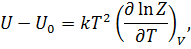 U − U₀ = kT² (∂ ln Z / ∂T)_V,